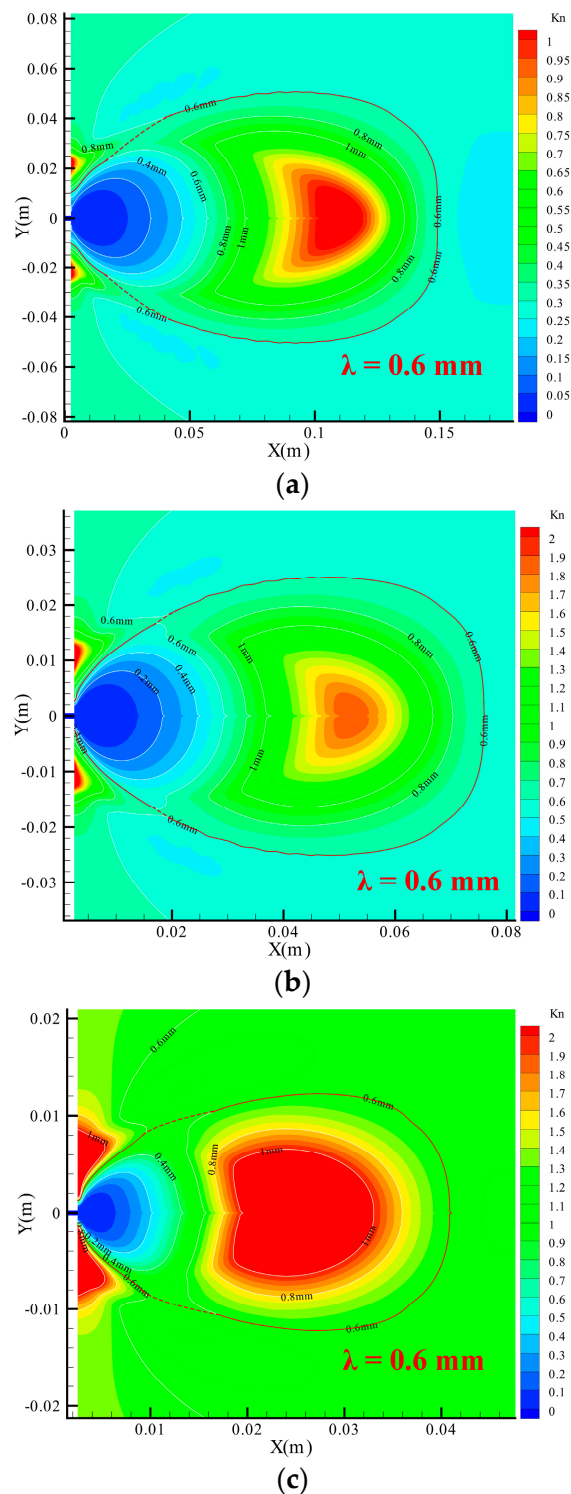 Kn
0.08
0.06
0.04
0.02
0
-0.02
-0.04
-0.06
-0.08
Y(m)
0
0.05
0.1
0.15
X(m)
0.6mm
0.8mm
0.8mm
0.4mm
1mm
0.6mm
0.6mm
0.8mm
1mm
0.8mm
0.6mm
0.6mm
λ = 0.6 mm
1
0.95
0.9
0.85
0.8
0.75
0.7
0.65
0.6
0.55
0.5
0.45
0.4
0.35
0.3
0.25
0.2
0.15
0.1
0.05
0
(a)
Kn
0.03
0.02
0.01
0
-0.01
-0.02
-0.03
Y(m)
0.02
0.04
0.06
0.08
X(m)
0.6mm
0.6mm
0.6mm
1mm
0.8mm
0.4mm
0.2mm
0.6mm
1mm
1mm
0.8mm
0.6mm
λ = 0.6 mm
2
1.9
1.8
1.7
1.6
1.5
1.4
1.3
1.2
1.1
1
0.9
0.8
0.7
0.6
0.5
0.4
0.3
0.2
0.1
0
(b)
Kn
0.02
0.01
0
-0.01
-0.02
Y(m)
0.01
0.02
0.03
0.04
X(m)
0.6mm
0.6mm
1mm
1mm
0.8mm
0.4mm
0.2mm
0.4mm
1mm
0.6mm
0.8mm
0.6mm
λ = 0.6 mm
2
1.9
1.8
1.7
1.6
1.5
1.4
1.3
1.2
1.1
1
0.9
0.8
0.7
0.6
0.5
0.4
0.3
0.2
0.1
0
(c)